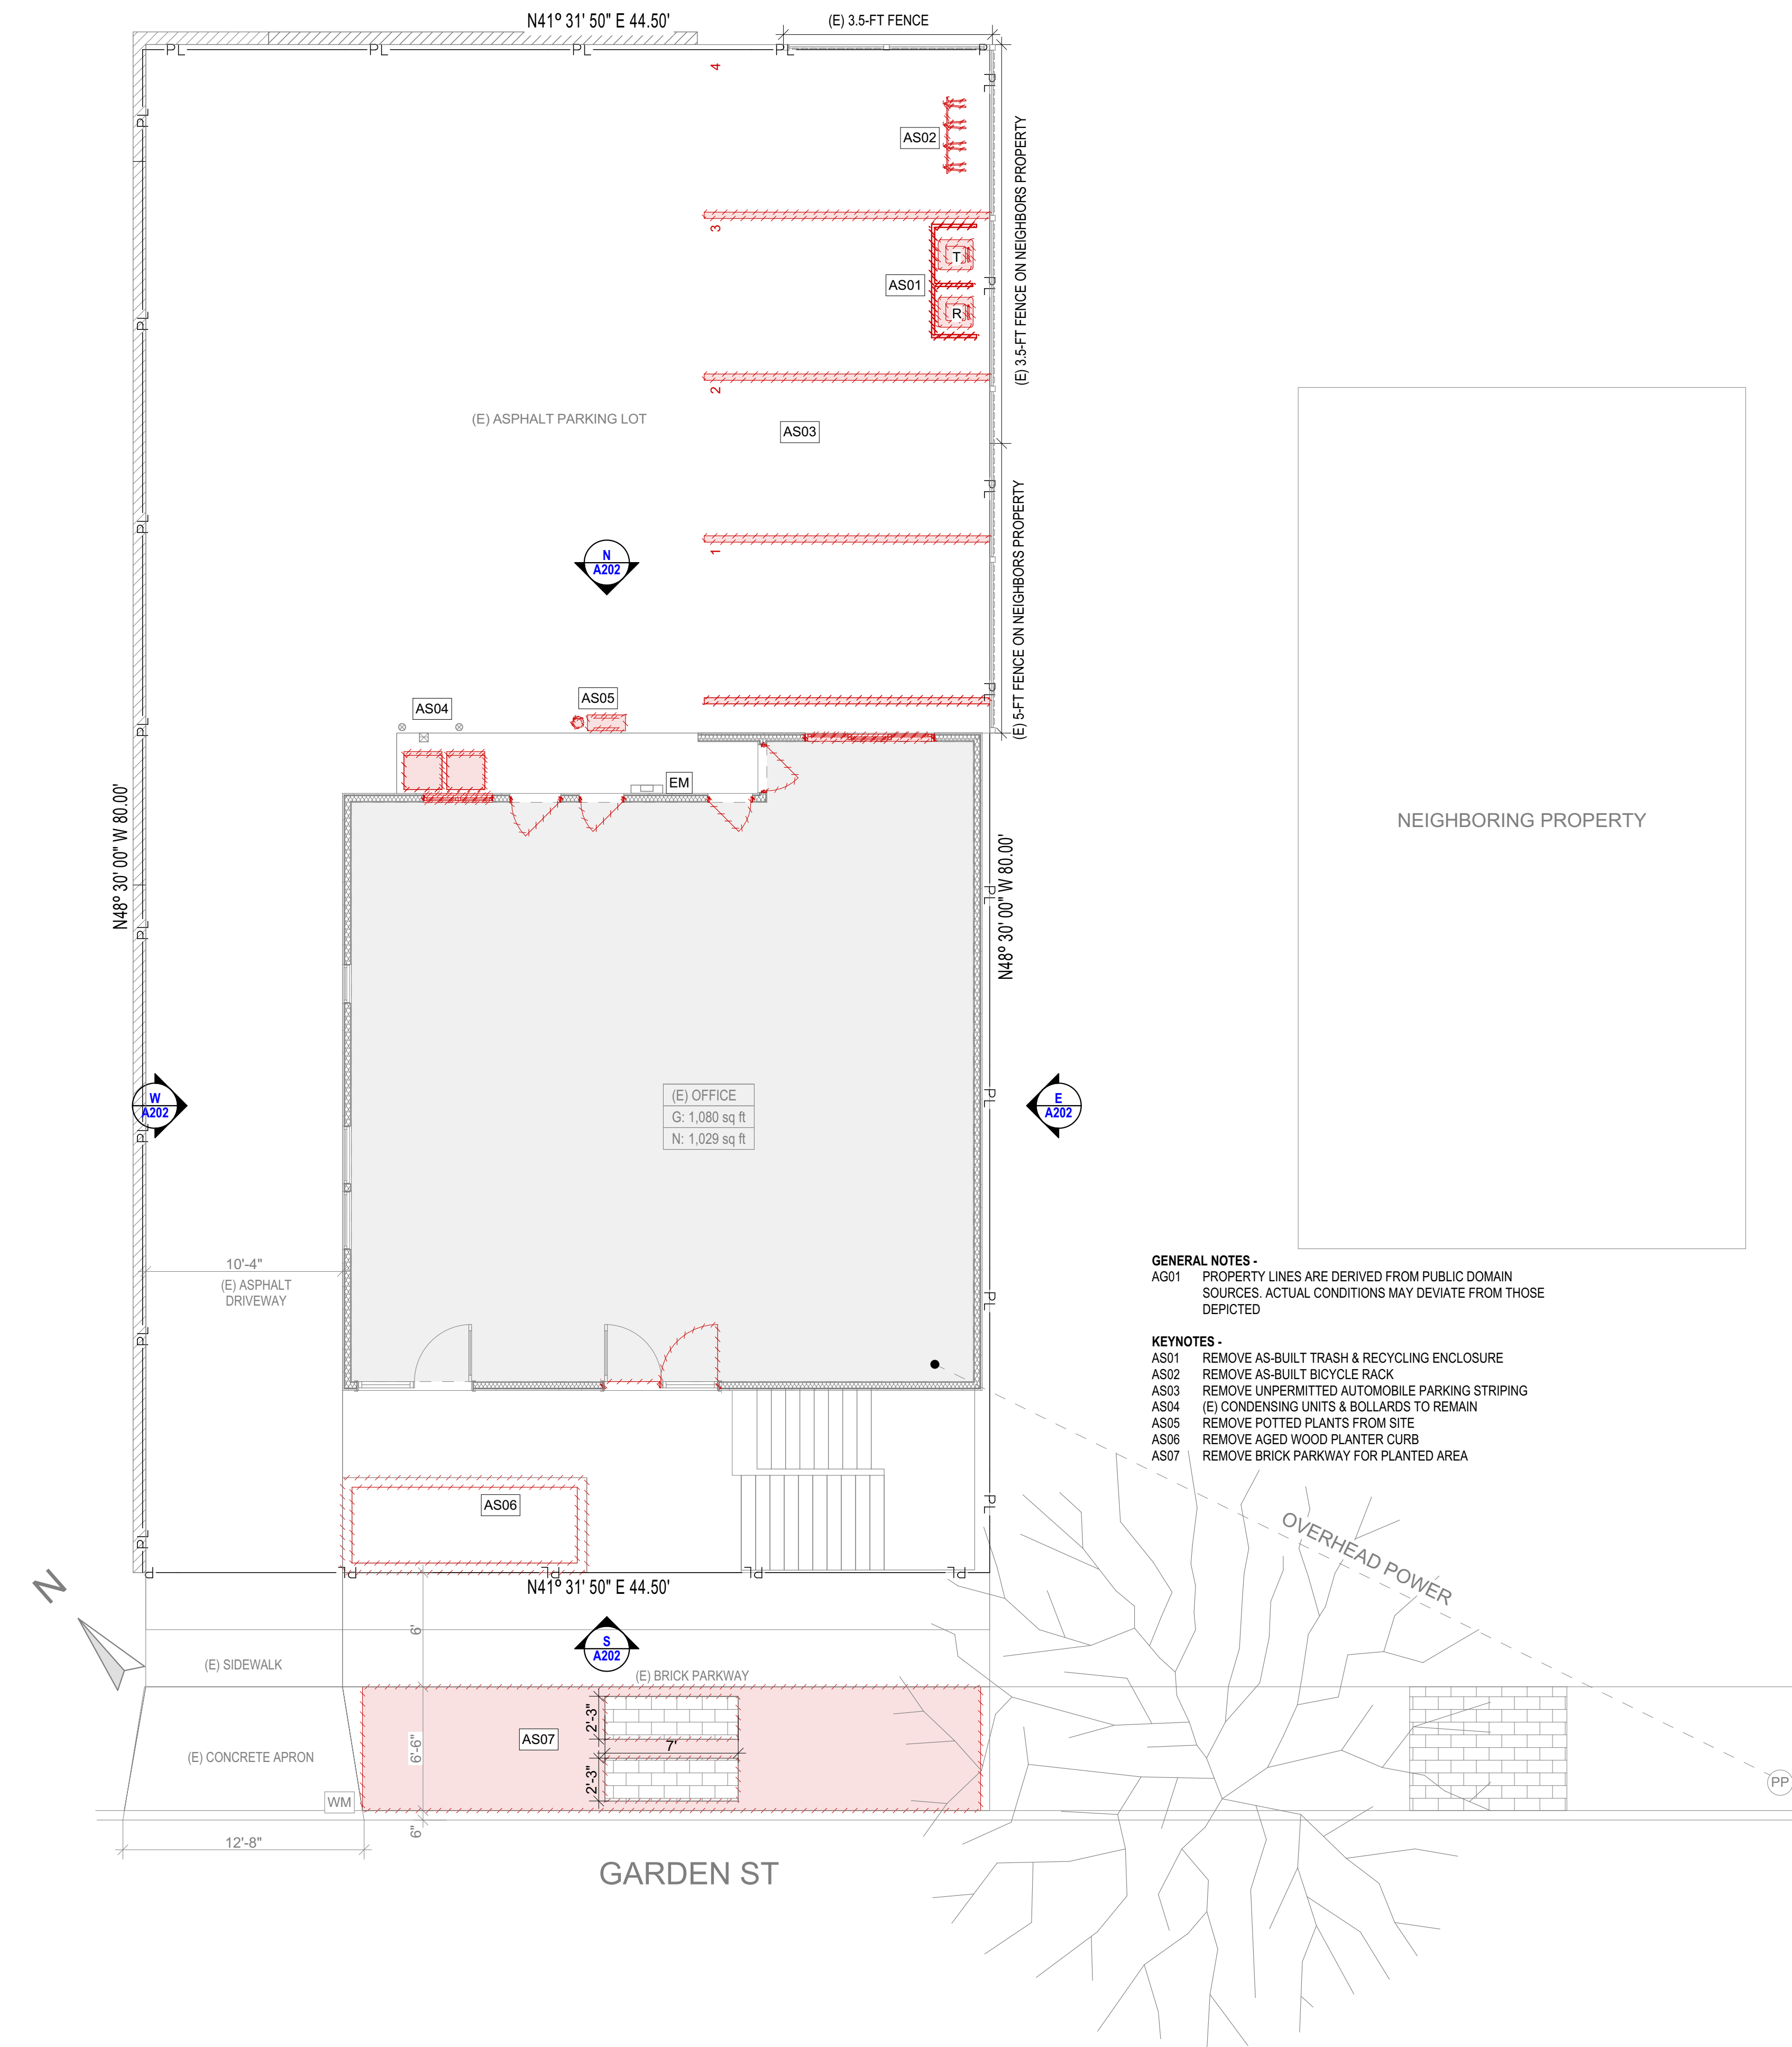 N41º 31' 50" E 44.50'
(E) 3.5-FT FENCE
PL
PL
PL
PL
P
4
PL
PL
AS02
(E) 3.5-FT FENCE ON NEIGHBORS PROPERTY
3
T
AS01
PL
R
PL
2
(E) ASPHALT PARKING LOT
AS03
PL
PL
(E) 5-FT FENCE ON NEIGHBORS PROPERTY
1
N
A202
PL
AS05
AS04
PL
EM
N48º 30' 00" W 80.00'
NEIGHBORING PROPERTY
PL
N48º 30' 00" W 80.00'
PL
(E) OFFICE
G: 1,080 sq ft
N: 1,029 sq ft
W
A202
E
A202
PL
PL
10'-4"
(E) ASPHALT
DRIVEWAY
PL
PL
GENERAL NOTES -
AG01 PROPERTY LINES ARE DERIVED FROM PUBLIC DOMAIN
SOURCES. ACTUAL CONDITIONS MAY DEVIATE FROM THOSE
DEPICTED
KEYNOTES -
AS01 REMOVE AS-BUILT TRASH & RECYCLING ENCLOSURE
AS02 REMOVE AS-BUILT BICYCLE RACK
AS03 REMOVE UNPERMITTED AUTOMOBILE PARKING STRIPING
AS04 (E) CONDENSING UNITS & BOLLARDS TO REMAIN
AS05 REMOVE POTTED PLANTS FROM SITE
AS06 REMOVE AGED WOOD PLANTER CURB
AS07 REMOVE BRICK PARKWAY FOR PLANTED AREA
AS06
PL
PL
OVERHEAD POWER
PL
PL
PL
PL
PL
N41º 31' 50" E 44.50'
N
6'
S
A202
(E) SIDEWALK
(E) BRICK PARKWAY
2'-3"
AS07
7'
6'-6"
(E) CONCRETE APRON
2'-3"
PP
WM
6"
12'-8"
GARDEN ST